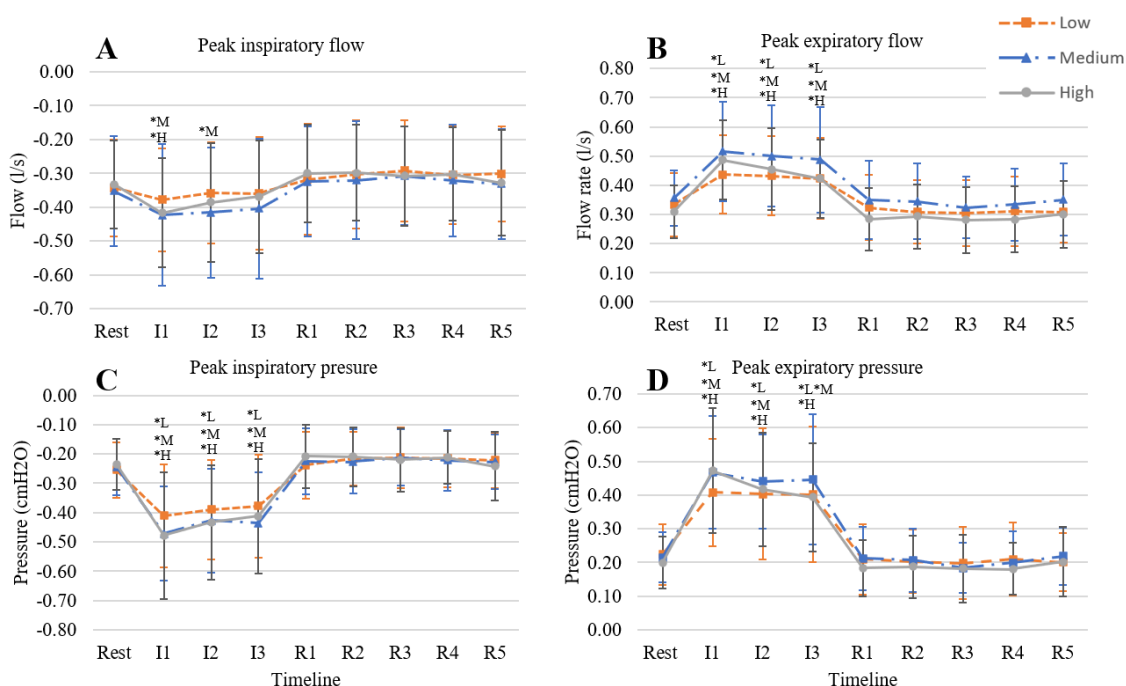 A
Peak inspiratory flow
Flow (l/s)
0.00
-0.10
-0.20
-0.30
-0.40
-0.50
-0.60
-0.70
*M
*H
*M
Rest I1 I2 I3 R1 R2 R3 R4 R5
B
Peak expiratory flow
Low
Medium
High
Flow rate (l/s)
0.80
0.70
0.60
0.50
0.40
0.30
0.20
0.10
0.00
*L
*M
*H
*L
*M
*H
*L
*M
*H
Rest I1 I2 I3 R1 R2 R3 R4 R5
C
Peak inspiratory presure
Pressure (cmH2O)
0.00
-0.10
-0.20
-0.30
-0.40
-0.50
-0.60
-0.70
-0.80
*L
*M
*H
*L
*M
*H
*L
*M
*H
Rest I1 I2 I3 R1 R2 R3 R4 R5
Timeline
D
Peak expiratory pressure
Pressure (cmH2O)
0.70
0.60
0.50
0.40
0.30
0.20
0.10
0.00
*L
*M
*H
*L
*M
*H
*L*M
*H
Rest I1 I2 I3 R1 R2 R3 R4 R5
Timeline